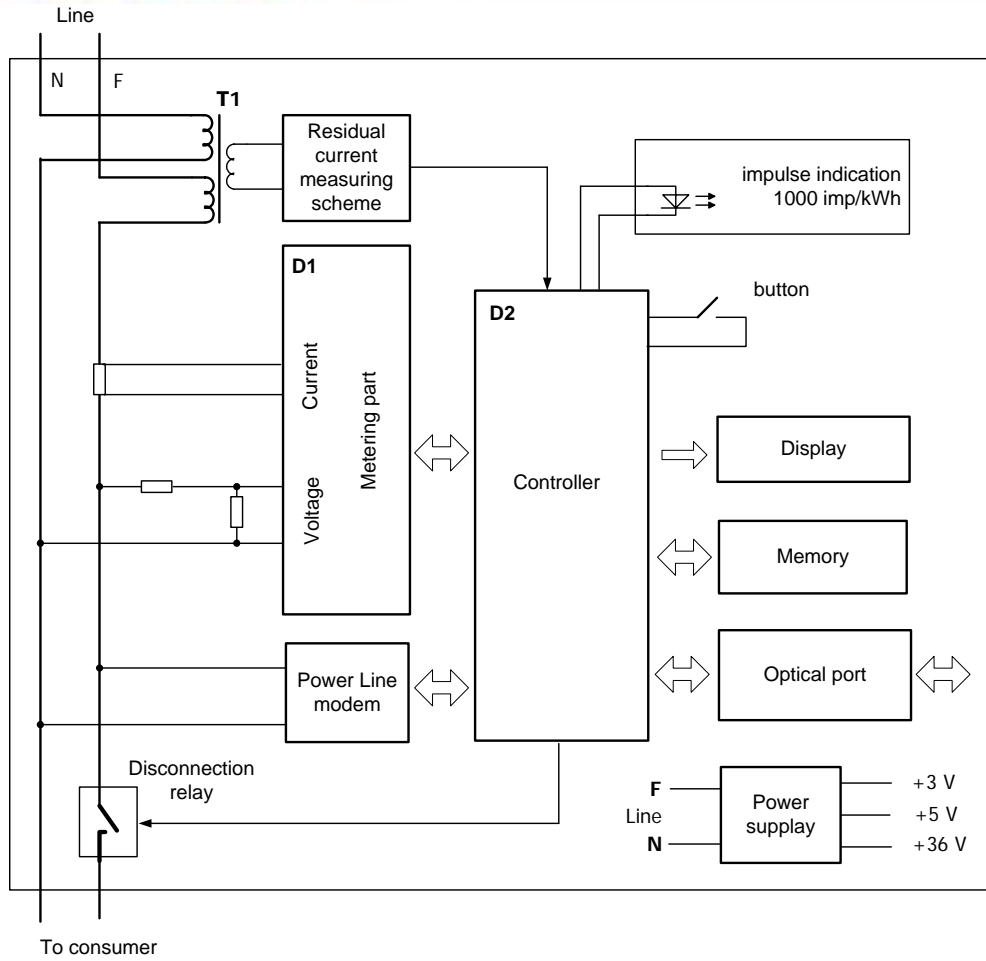 Line
N
F
T1
Residual
current
measuring
scheme
impulse indication
1000 imp/kWh
D1
Current
Metering part
Voltage
D2
Controller
button
Display
Memory
Optical port
Power Line
modem
Disconnection
relay
F
Line
N
Power
supplay
+3 V
+5 V
+36 V
To consumer